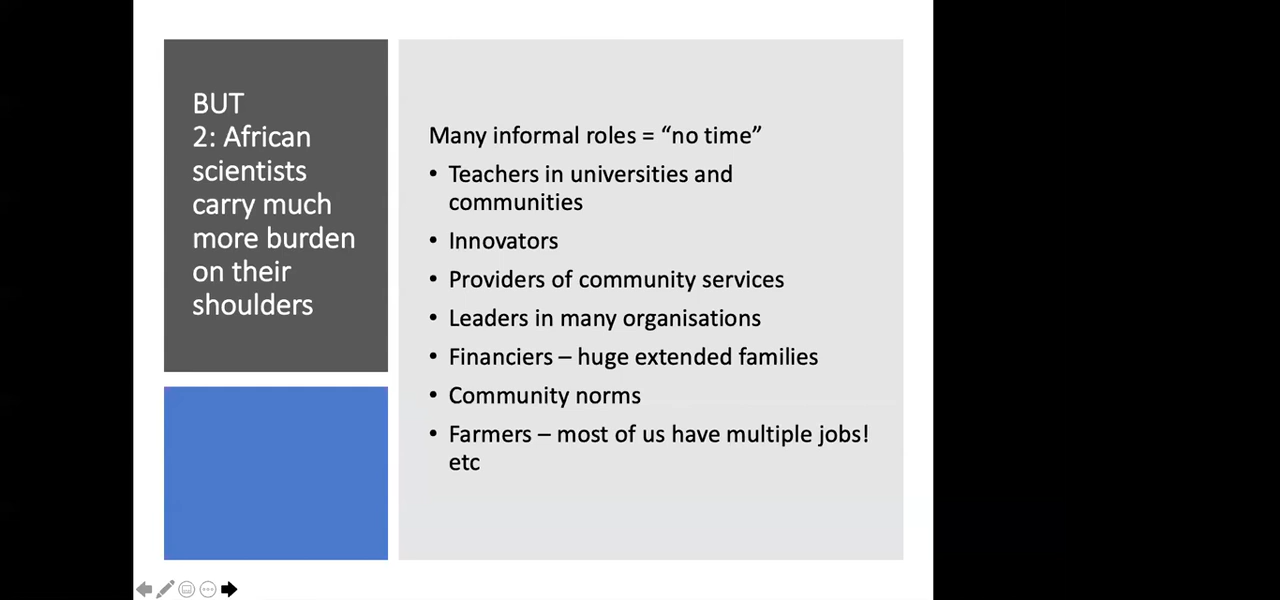 BUT
2: African
scientists
carry much
more burden
on their
shoulders
Many informal roles = “no time”
• Teachers in universities and
communities
• Innovators
• Providers of community services
• Leaders in many organisations
• Financiers – huge extended families
• Community norms
• Farmers – most of us have multiple jobs!
etc